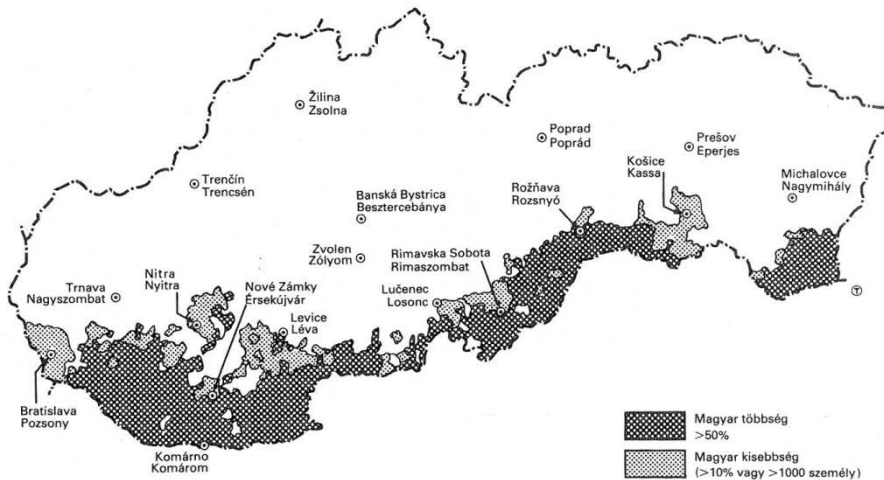 Žilina
Zsolna
Poprad
Poprád
Prešov
Eperjes
Košice
Kassa
Michalovce
Nagymihály
Trenčín
Trencsén
Banská Bystrica
Besztercebánya
Rožňava
Rozsnyó
Zvolen
Zólyom
Rimavska Sobota
Rimaszombat
Nitra
Nyitra
Nové Zámky
Érsekújvár
Trnava
Nagyszombat
Lučenec
Losonc
Levice
Léva
T
Bratislava
Pozsony
Komárno
Komárom
Magyar többség
>50%
Magyar kisebbség
(>10% vagy >1000 személy)